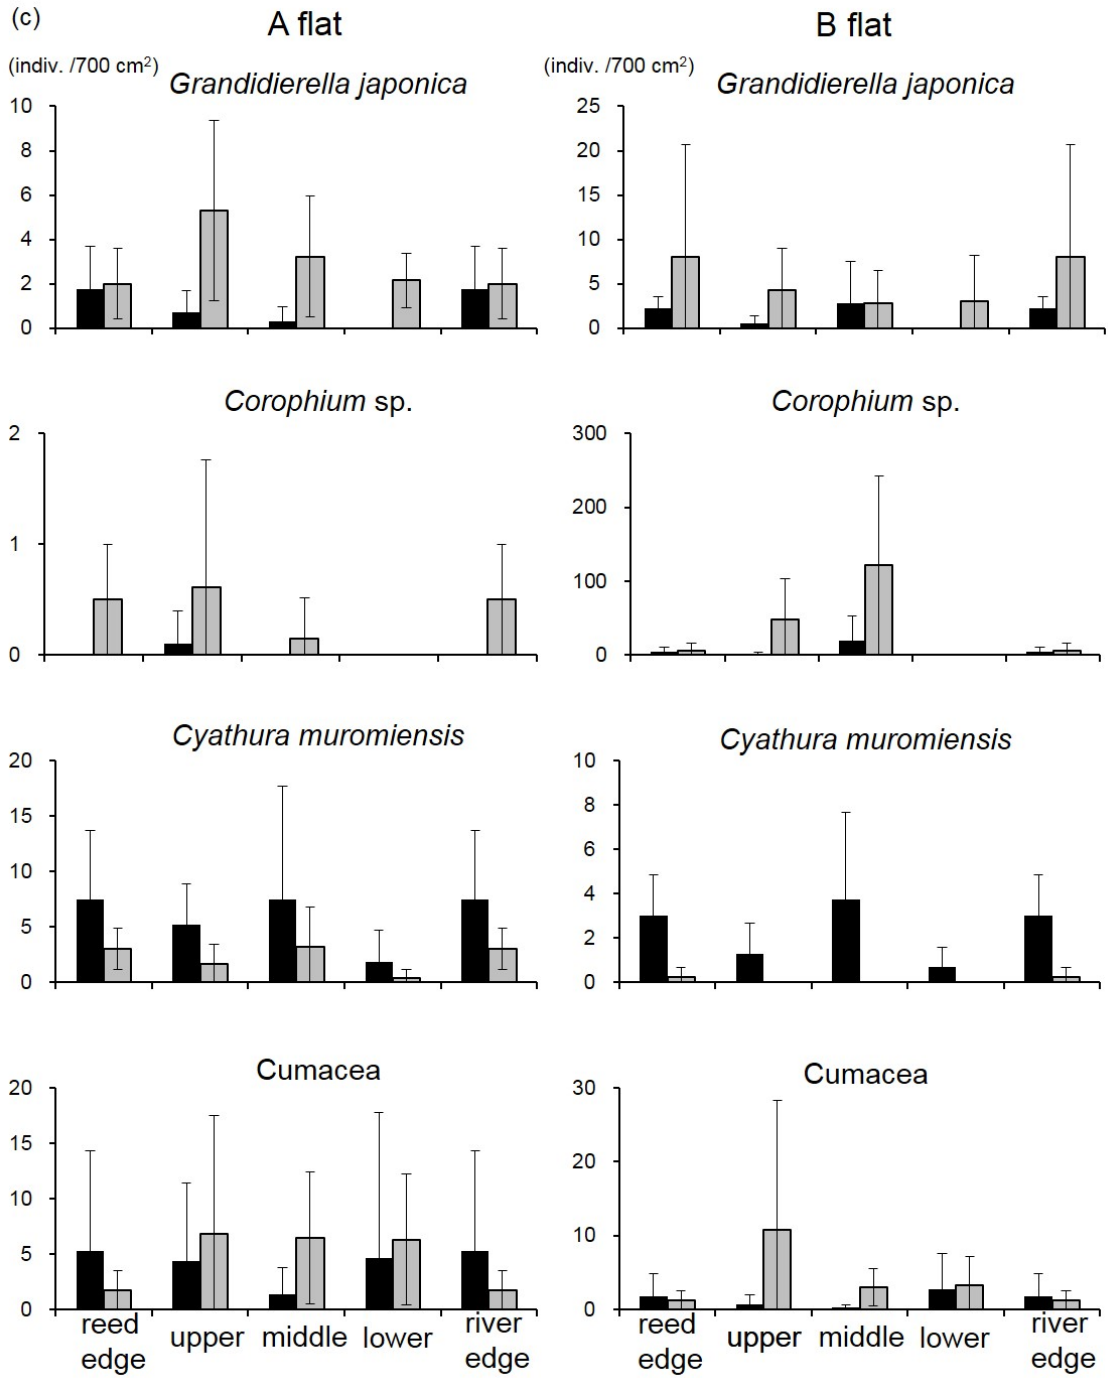 (c)
A flat
B flat
(indiv. /700 cm²)
(indiv. /700 cm²)
Grandidierella japonica
Grandidierella japonica
10
8
6
4
2
0
25
20
15
10
5
0
Corophium sp.
Corophium sp.
2
1
0
300
200
100
0
Cyathura muromiensis
Cyathura muromiensis
20
15
10
5
0
10
8
6
4
2
0
Cumacea
Cumacea
20
15
10
5
0
30
20
10
0
reed
edge
upper
middle
lower
river
edge
reed
edge
upper
middle
lower
river
edge